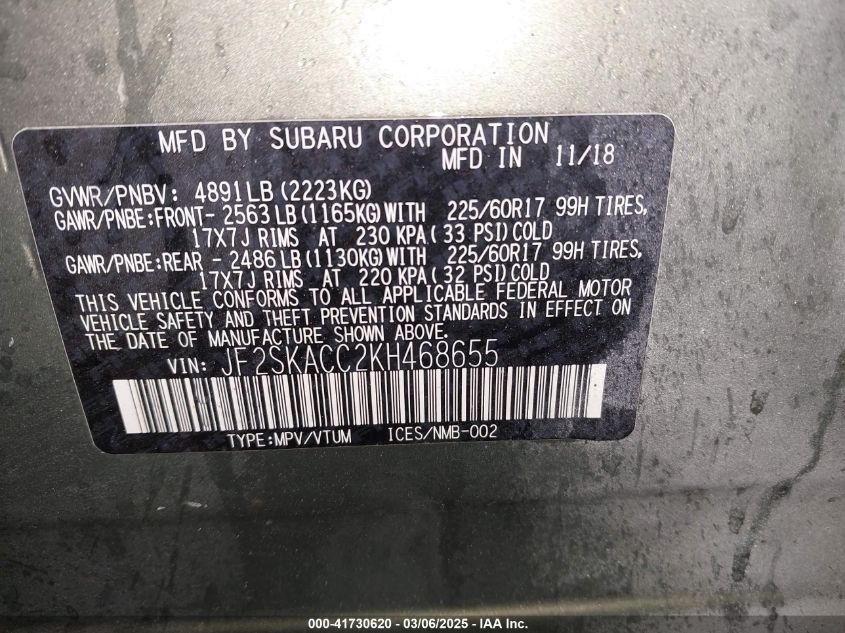 MFD BY SUBARU CORPORATION
MFD IN 11/18
GVWR/PNBV: 4891LB(2223KG)
GAWR/PNBE:FRONT- 2563LB(1165KG)WITH 225/60R17 99H TIRES,
17X7J RIMS AT 230 KPA( 33 PSI)COLD
GAWR/PNBE:REAR - 2486LB(1130KG)WITH 225/60R17 99H TIRES,
17X7J RIMS AT 220 KPA( 32 PSI)COLD
THIS VEHICLE CONFORMS TO ALL APPLICABLE FEDERAL MOTOR
VEHICLE SAFETY AND THEFT PREVENTION STANDARDS IN EFFECT ON
THE DATE OF MANUFACTURE SHOWN ABOVE.
VIN: JF2SKACC2KH468655
TYPE:MPV/VTUM ICES/NMB-002
000-41730620 - 03/06/2025 - IAA Inc.